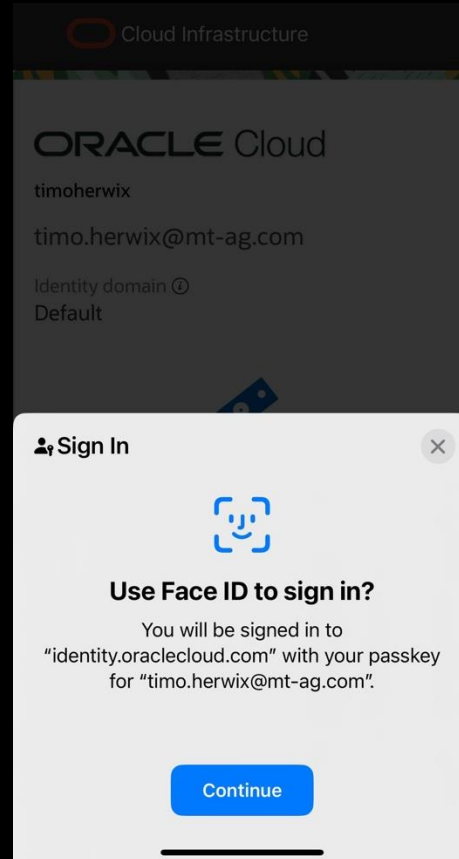 Cloud Infrastructure
ORACLE Cloud
timoherwix
timo.herwix@mt-ag.com
Identity domain
Default
Sign In
Use Face ID to sign in?
You will be signed in to
“identity.oraclecloud.com” with your passkey
for “timo.herwix@mt-ag.com”.
Continue